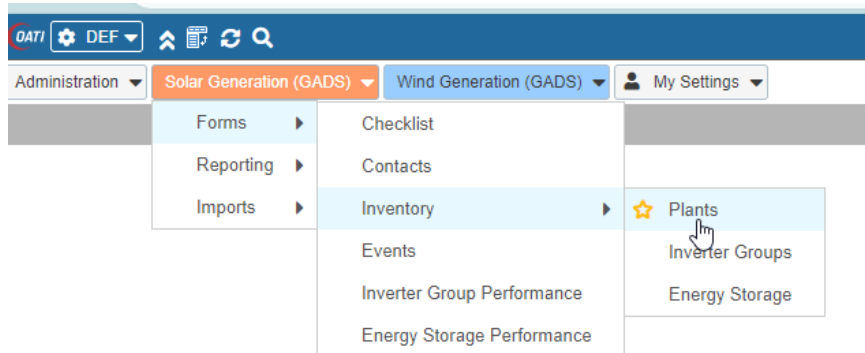 OATI DEF
Administration Solar Generation (GADS) Wind Generation (GADS) My Settings
Forms
Reporting
Imports
Checklist
Contacts
Inventory
Events
Inverter Group Performance
Energy Storage Performance
Plants
Inverter Groups
Energy Storage